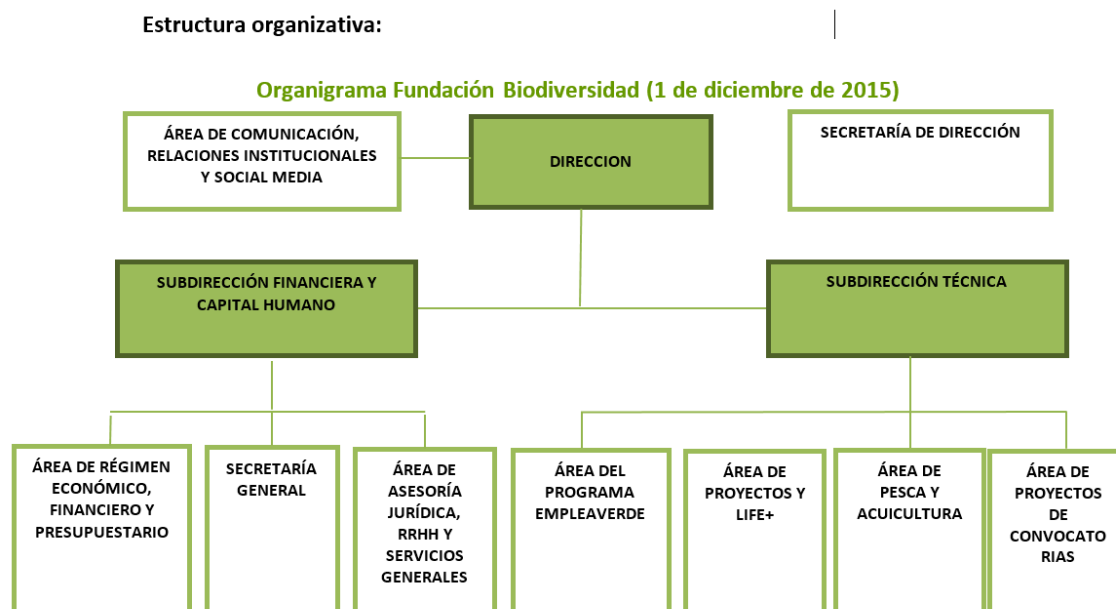 Estructura organizativa:
Organigrama Fundación Biodiversidad (1 de diciembre de 2015)
ÁREA DE COMUNICACIÓN,
RELACIONES INSTITUCIONALES
Y SOCIAL MEDIA
DIRECCION
SECRETARÍA DE DIRECCIÓN
SUBDIRECCIÓN FINANCIERA Y
CAPITAL HUMANO
SUBDIRECCIÓN TÉCNICA
ÁREA DE RÉGIMEN
ECONÓMICO,
FINANCIERO Y
PRESUPUESTARIO
SECRETARÍA
GENERAL
ÁREA DE
ASESORÍA
JURÍDICA,
RRHH Y
SERVICIOS
GENERALES
ÁREA DEL
PROGRAMA
EMPLEAVERDE
ÁREA DE
PROYECTOS Y
LIFE+
ÁREA DE
PESCA Y
ACUICULTURA
ÁREA DE
PROYECTOS
DE
CONVOCATO
RIAS